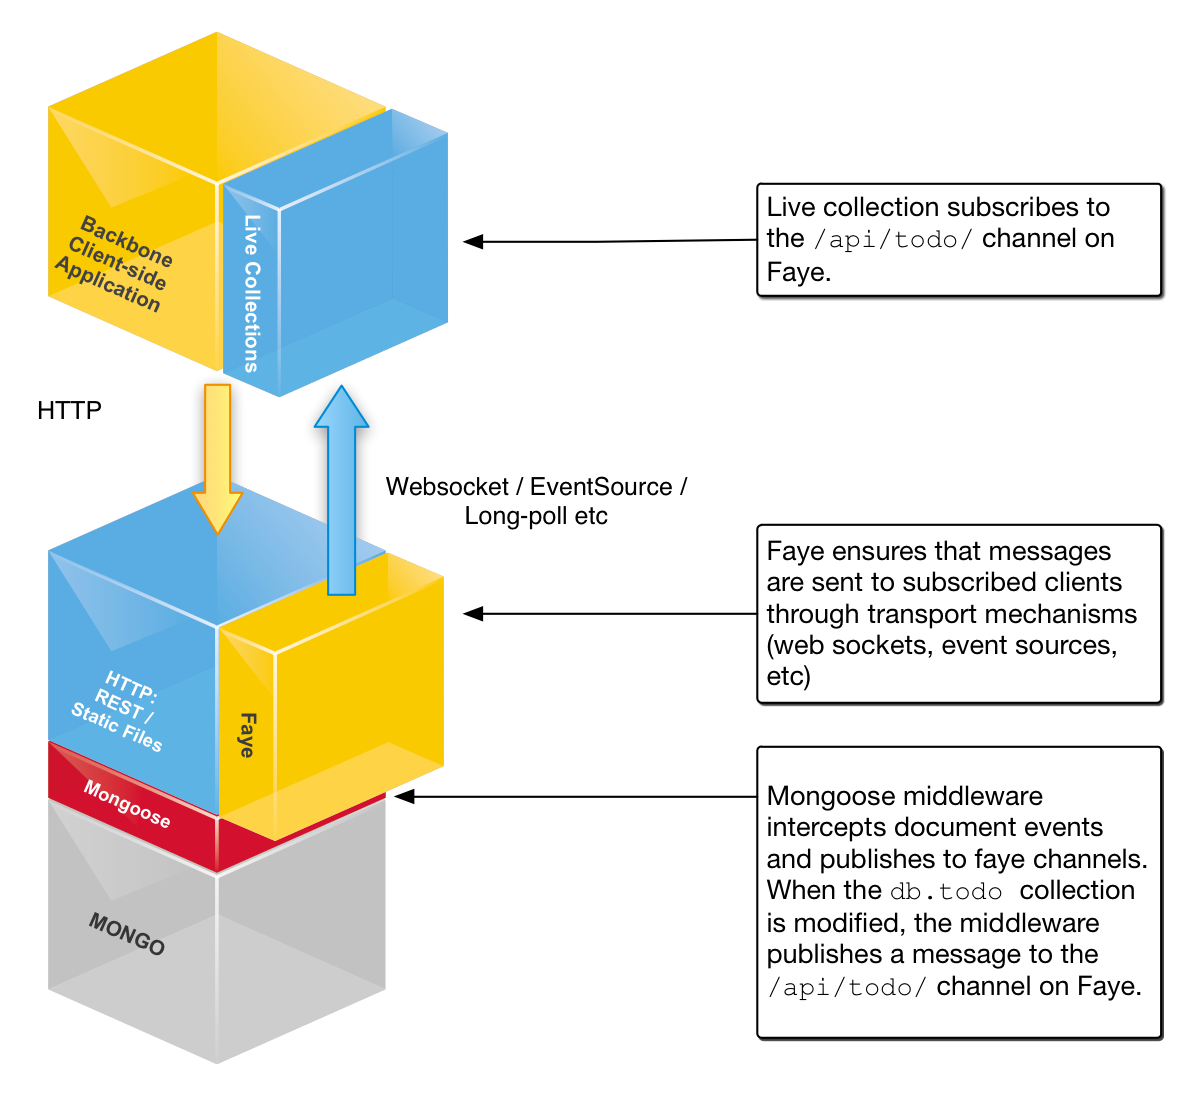 Backbone
Client-side
Application
Live Collections
Live collection subscribes to
the /api/todo/ channel on
Faye.
HTTP
Websocket / EventSource /
Long-poll etc
Faye ensures that messages
are sent to subscribed clients
through transport mechanisms
(web sockets, event sources,
etc)
HTTP:
REST /
Static Files
Faye
Mongoose
Mongoose middleware
intercepts document events
and publishes to faye channels.
When the db.todo collection
is modified, the middleware
publishes a message to the
/api/todo/ channel on Faye.
MONGO